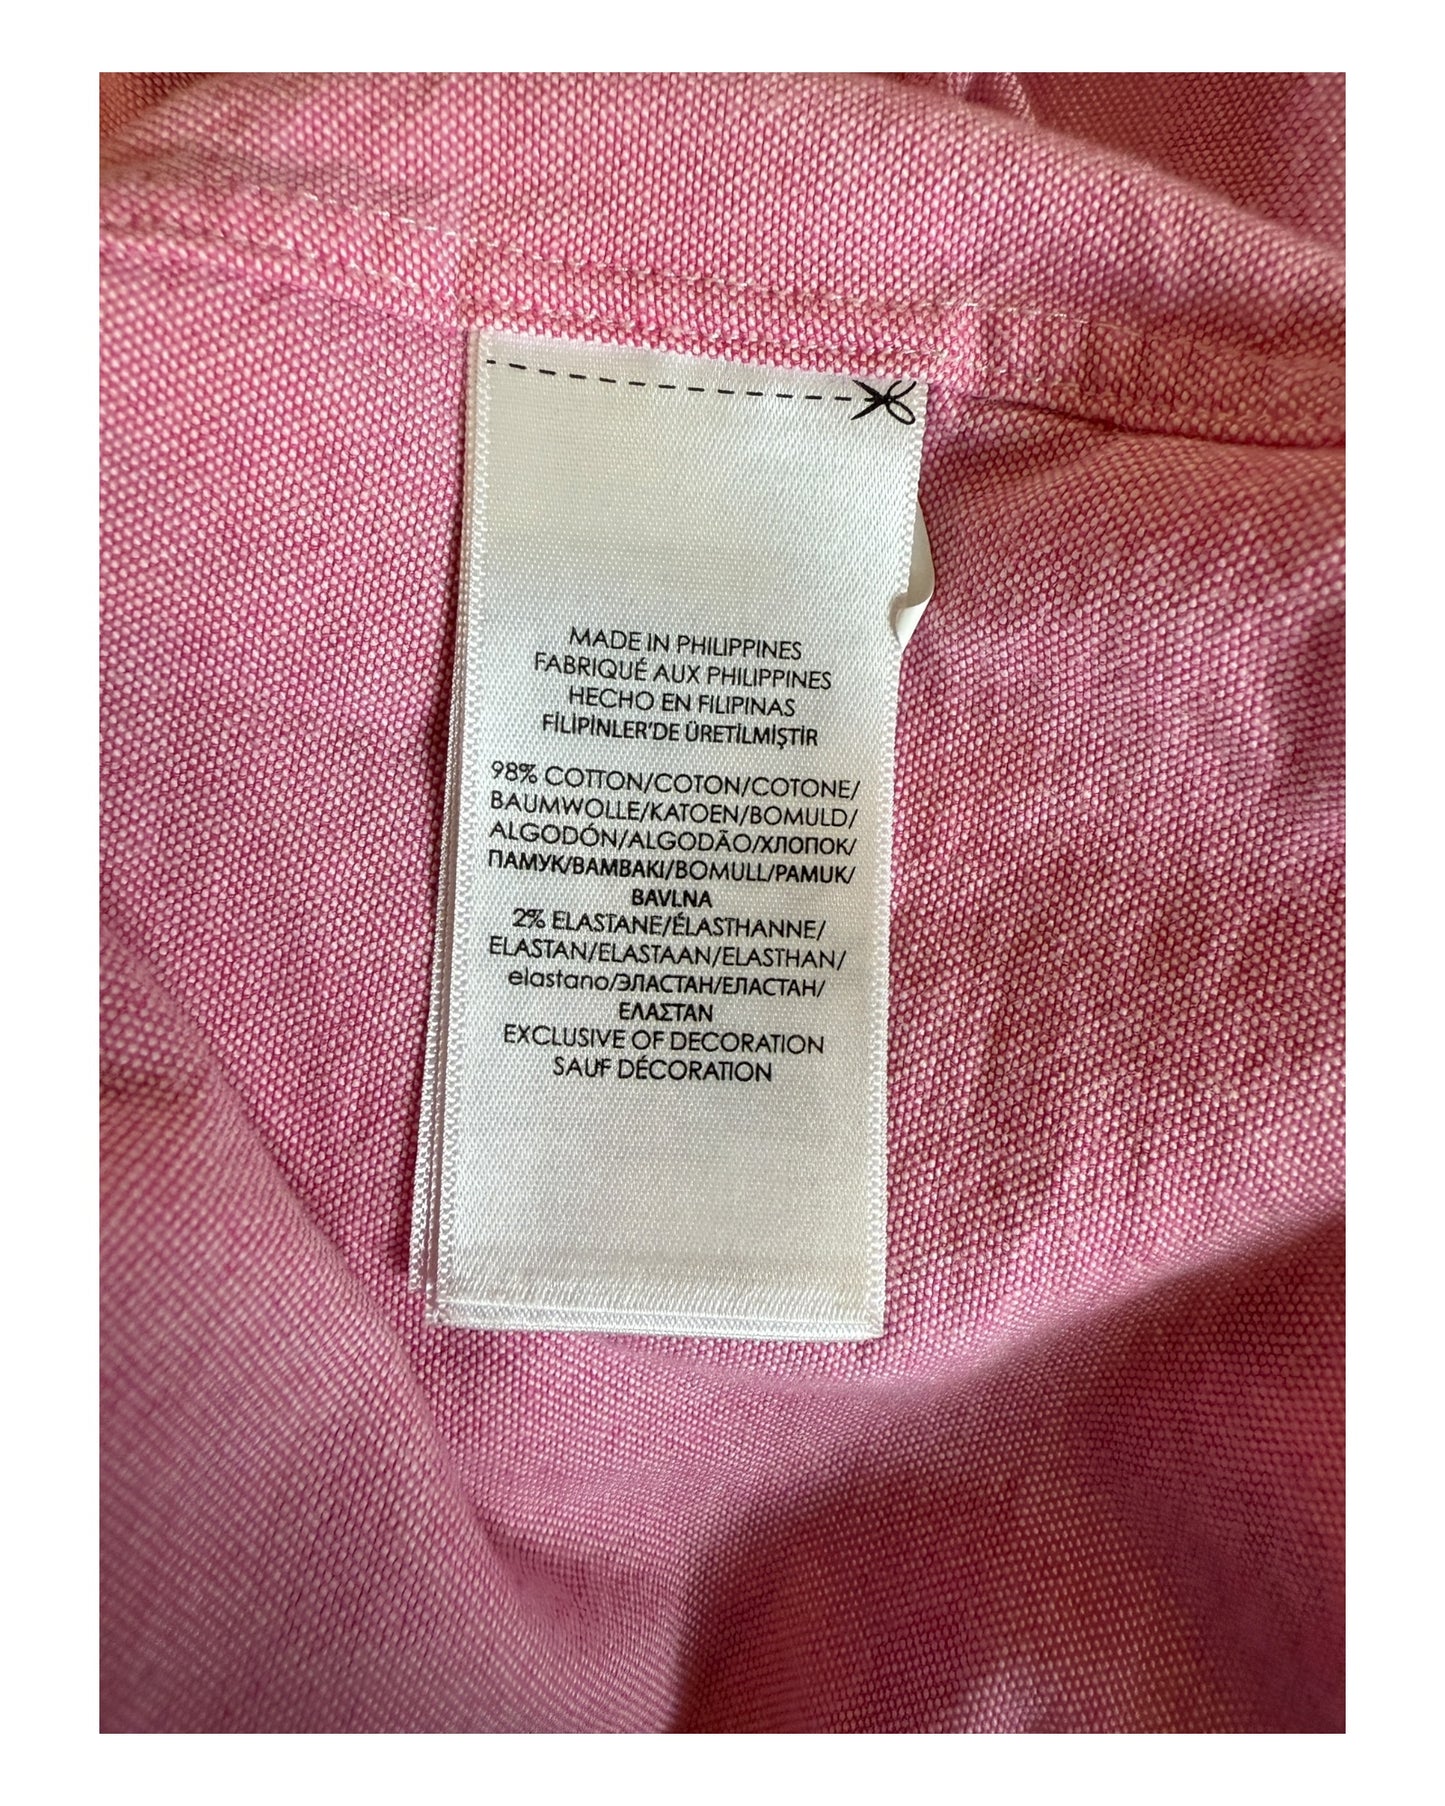 MADE IN PHILIPPINES
FABRIQUÉ AUX PHILIPPINES
HECHO EN FILIPINAS
FİLİPİNLER'DE ÜRETİLMİŞTİR
98% COTTON/COTON/COTONE/
BAUMWOLLE/KATOEN/BOMULD/
ALGODÓN/ALGODÃO/ХЛОПОК/
ПАМУК/BAMBAKI/BOMULL/PAMUK/
BAVLNA
2% ELASTANE/ÉLASTHANNE/
ELASTAN/ELASTAAN/ELASTHAN/
elastano/ЭЛАСТАН/ЕЛАСТАН/
ΕΛΑΣΤΑΝ
EXCLUSIVE OF DECORATION
SAUF DÉCORATION